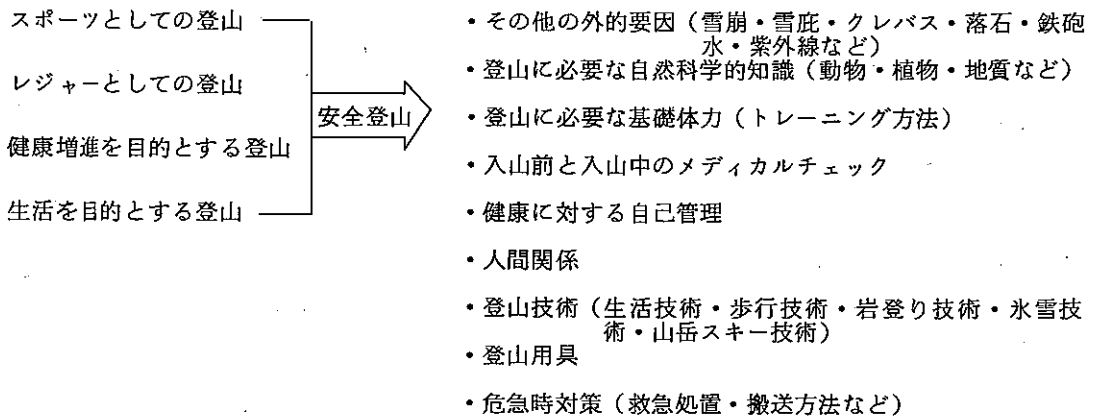 スポーツとしての登山
レジャーとしての登山
健康増進を目的とする登山
生活を目的とする登山
安全登山
・その他の外的要因（雪崩・雪庇・クレバス・落石・鉄砲
水・紫外線など）
・登山に必要な自然科学的知識（動物・植物・地質など）
・登山に必要な基礎体力（トレーニング方法）
・入山前と入山中のメディカルチェック
・健康に対する自己管理
・人間関係
・登山技術（生活技術・歩行技術・岩登り技術・氷雪技
術・山岳スキー技術）
・登山用具
・危急時対策（救急処置・搬送方法など）